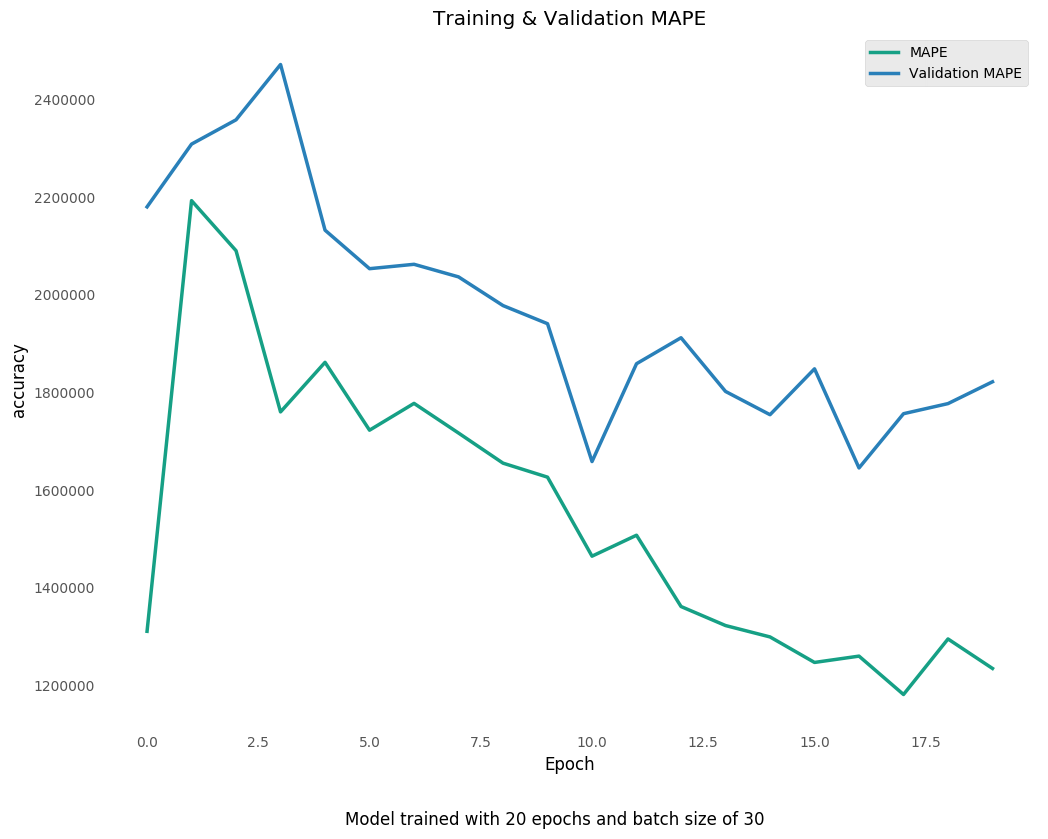 Training & Validation MAPE
MAPE
Validation MAPE
2400000
2200000
2000000
1800000
1600000
1400000
1200000
accuracy
0.0 2.5 5.0 7.5 10.0 12.5 15.0 17.5
Epoch
Model trained with 20 epochs and batch size of 30